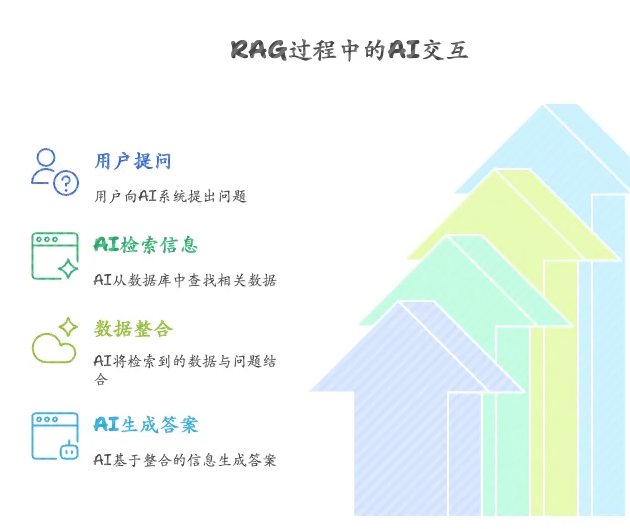 RAG过程中的AI交互
用户提问
用户向AI系统提出问题
AI检索信息
AI从数据库中查找相关数据
数据整合
AI将检索到的数据与问题结
合
AI生成答案
AI基于整合的信息生成答案